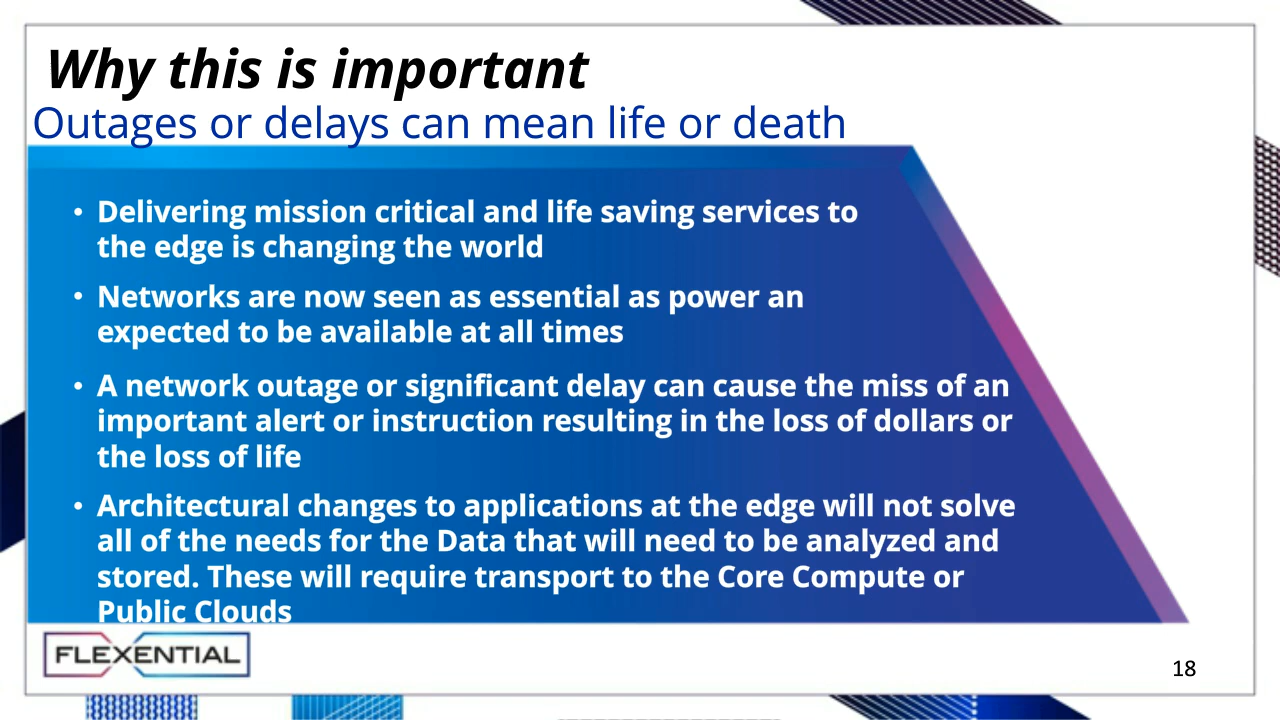 Why this is important
Outages or delays can mean life or death
• Delivering mission critical and life saving services to
the edge is changing the world
• Networks are now seen as essential as power an
expected to be available at all times
• A network outage or significant delay can cause the miss of an
important alert or instruction resulting in the loss of dollars or
the loss of life
• Architectural changes to applications at the edge will not solve
all of the needs for the Data that will need to be analyzed and
stored. These will require transport to the Core Compute or
Public Clouds
FLEXENTIAL
18